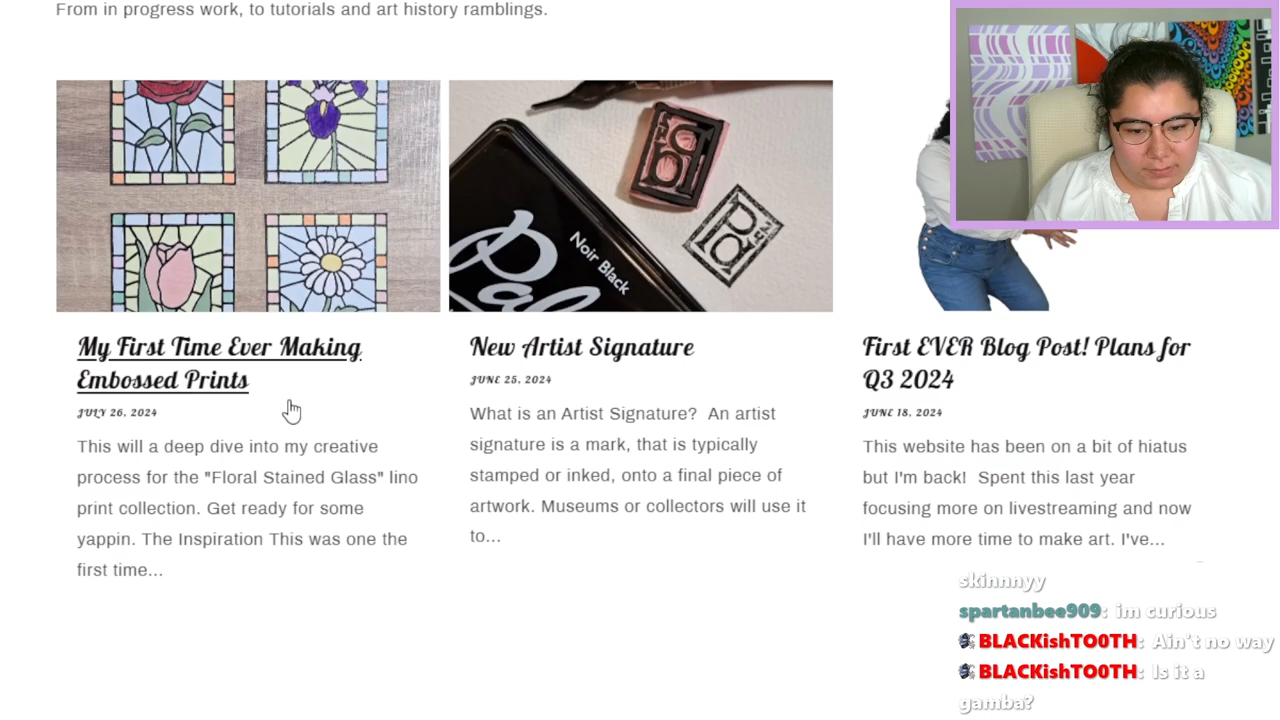 From in progress work, to tutorials and art history ramblings.
Noir Black
My First Time Ever Making
Embossed Prints
JULY 26, 2024
This will a deep dive into my creative
process for the "Floral Stained Glass" lino
print collection. Get ready for some
yappin. The Inspiration This was one the
first time...
New Artist Signature
JUNE 25, 2024
What is an Artist Signature?  An artist
signature is a mark, that is typically
stamped or inked, onto a final piece of
artwork. Museums or collectors will use it
to...
First EVER Blog Post! Plans for
Q3 2024
JUNE 18, 2024
This website has been on a bit of hiatus
but I'm back!  Spent this last year
focusing more on livestreaming and now
I'll have more time to make art. I've...
skinnnyy
spartanbee909: im curious
BLACKishTO0TH: Ain't no way
BLACKishTO0TH: Is it a
gamba?